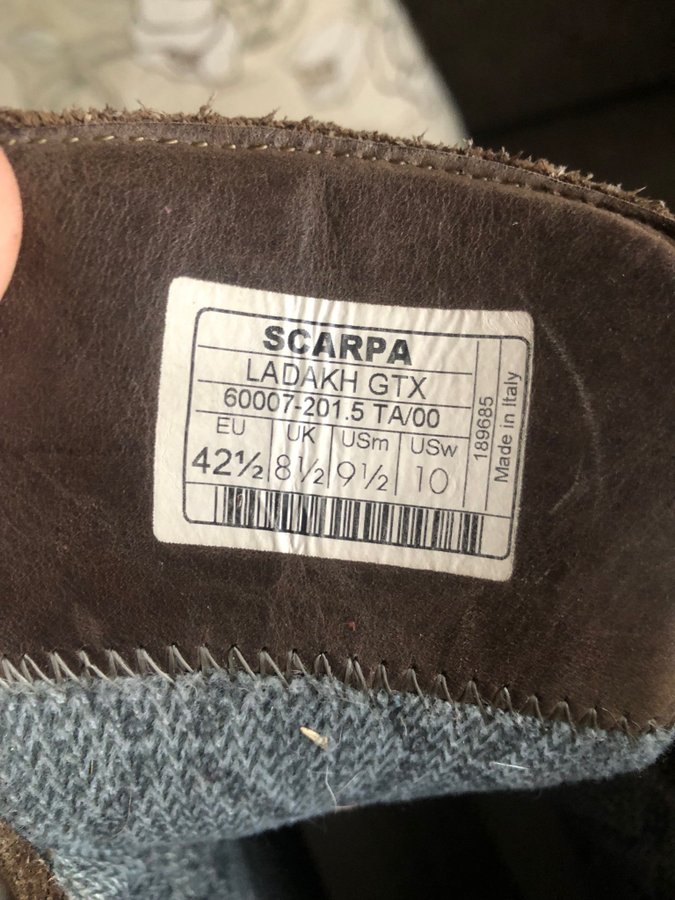 SCARPA
LADAKH GTX
60007-201.5 TA/00
EU UK USm USw
42½ 8½ 9½ 10
189685
Made in Italy